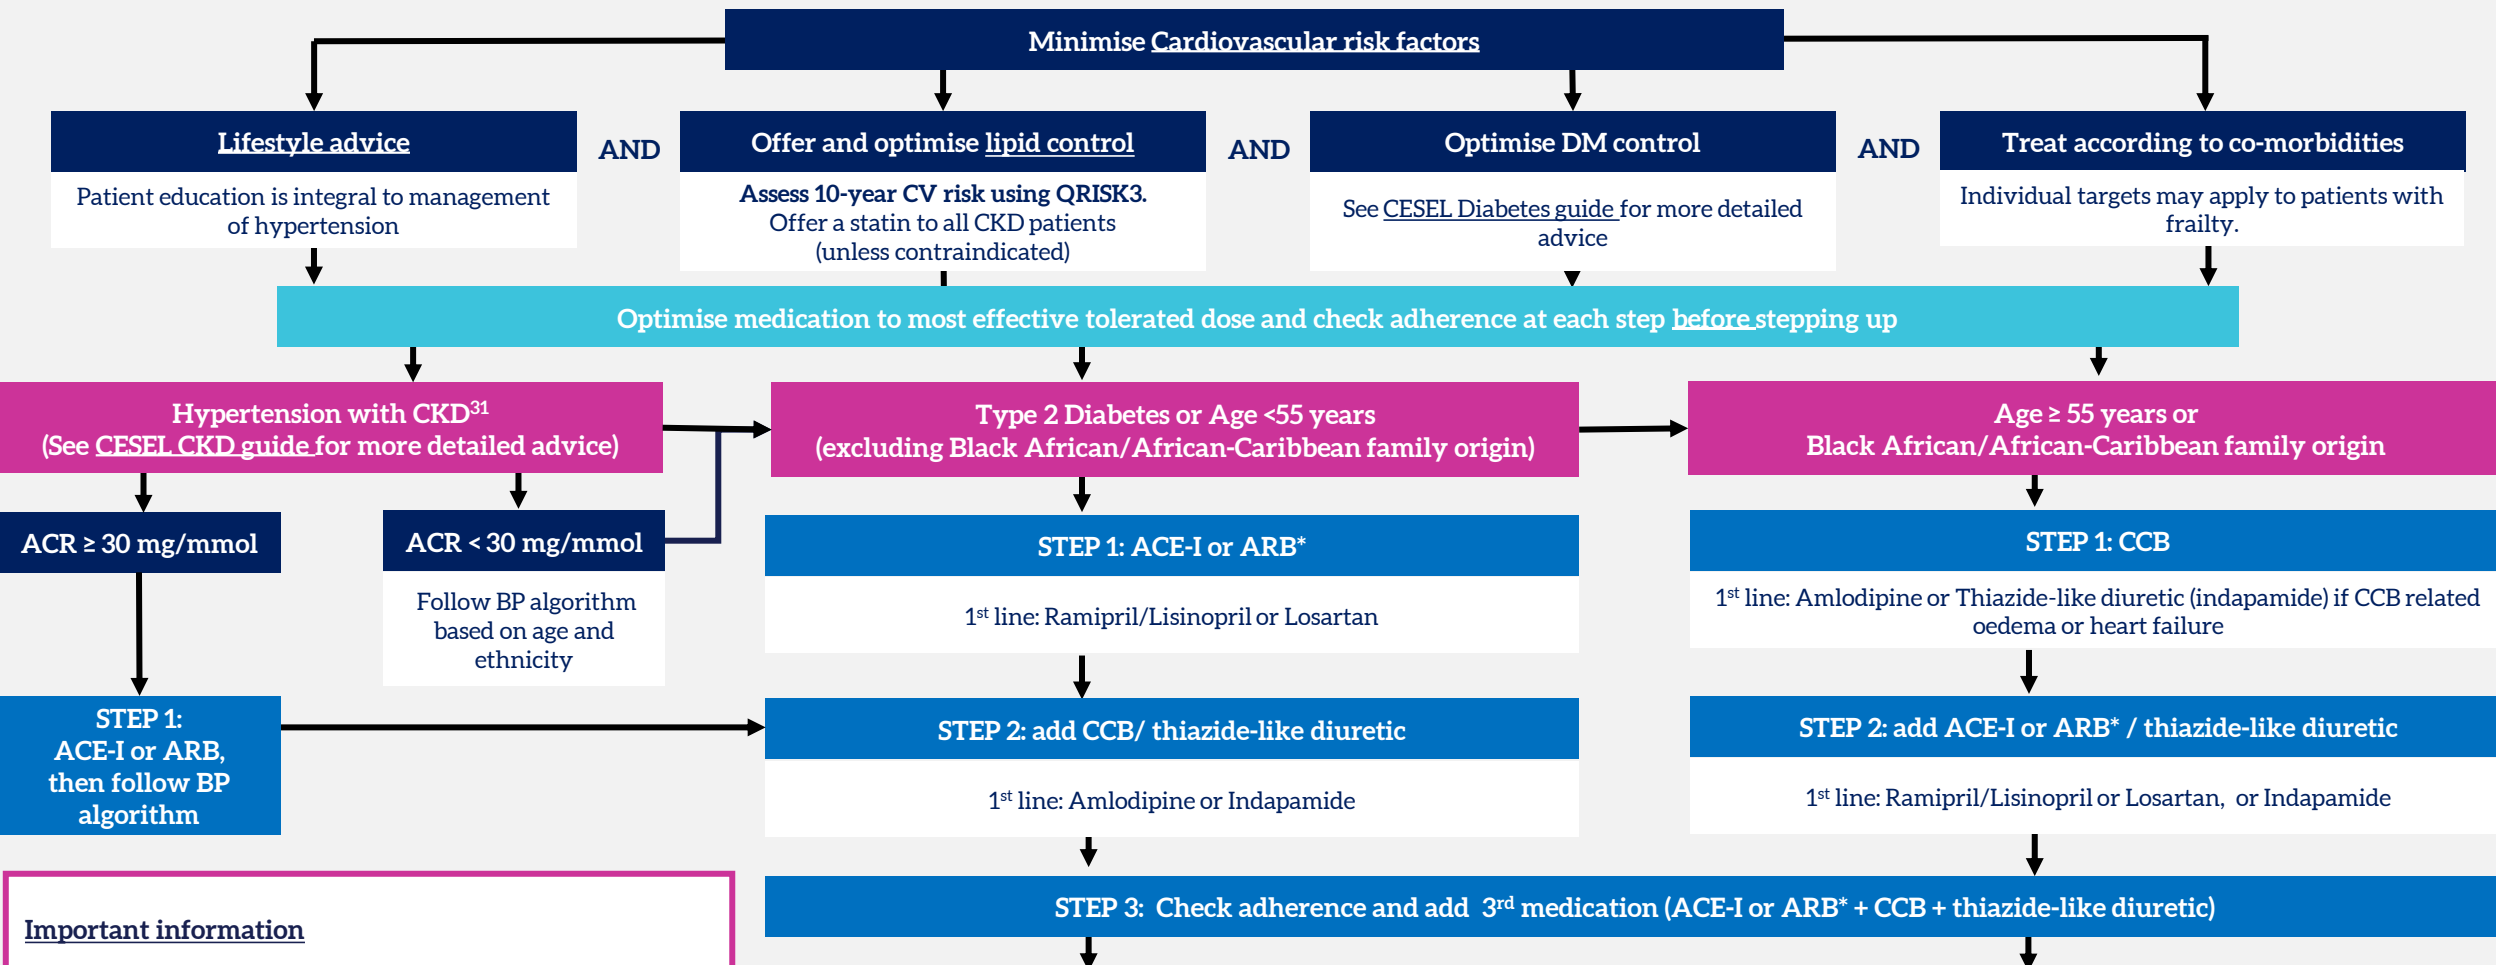 Minimise Cardiovascular risk factors
Lifestyle advice
Patient education is integral to management
of hypertension
AND
Offer and optimise lipid control
Assess 10-year CV risk using QRISK3.
Offer a statin to all CKD patients
(unless contraindicated)
AND
Optimise DM control
See CESEL Diabetes guide for more detailed
advice
AND
Treat according to co-morbidities
Individual targets may apply to patients with
frailty.
Optimise medication to most effective tolerated dose and check adherence at each step before stepping up
Hypertension with CKD³¹
(See CESEL CKD guide for more detailed advice)
Type 2 Diabetes or Age <55 years
(excluding Black African/African-Caribbean family origin)
Age ≥ 55 years or
Black African/African-Caribbean family origin
ACR ≥ 30 mg/mmol
ACR < 30 mg/mmol
Follow BP algorithm
based on age and
ethnicity
STEP 1:
ACE-I or ARB,
then follow BP
algorithm
STEP 1: ACE-I or ARB*
1st line: Ramipril/Lisinopril or Losartan
STEP 1: CCB
1st line: Amlodipine or Thiazide-like diuretic (indapamide) if CCB related
oedema or heart failure
STEP 2: add CCB/ thiazide-like diuretic
1st line: Amlodipine or Indapamide
STEP 2: add ACE-I or ARB* / thiazide-like diuretic
1st line: Ramipril/Lisinopril or Losartan, or Indapamide
STEP 3: Check adherence and add 3rd medication (ACE-I or ARB* + CCB + thiazide-like diuretic)
Important information